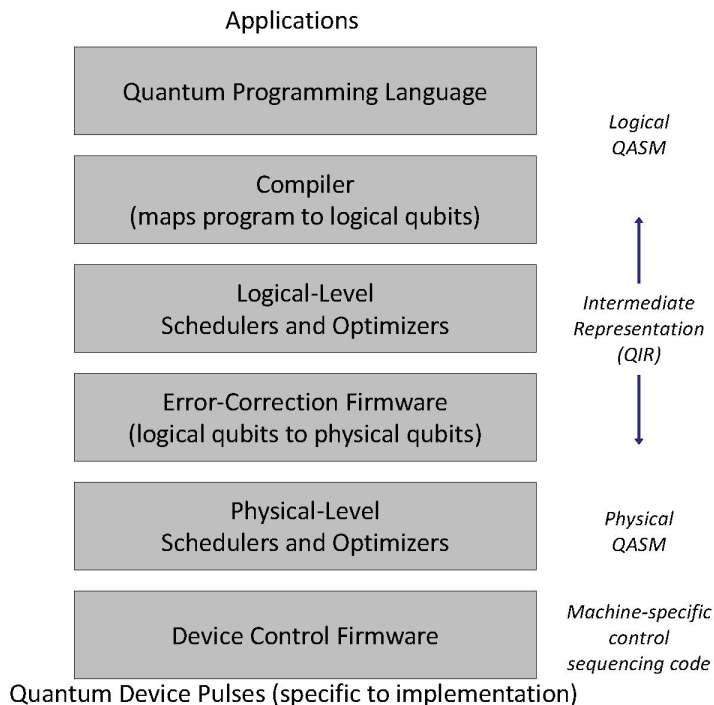 Applications
Quantum Programming Language
Logical
QASM
Compiler
(maps program to logical qubits)
Logical-Level
Schedulers and Optimizers
Intermediate
Representation
(QIR)
Error-Correction Firmware
(logical qubits to physical qubits)
Physical-Level
Schedulers and Optimizers
Physical
QASM
Device Control Firmware
Machine-specific
control
sequencing code
Quantum Device Pulses (specific to implementation)